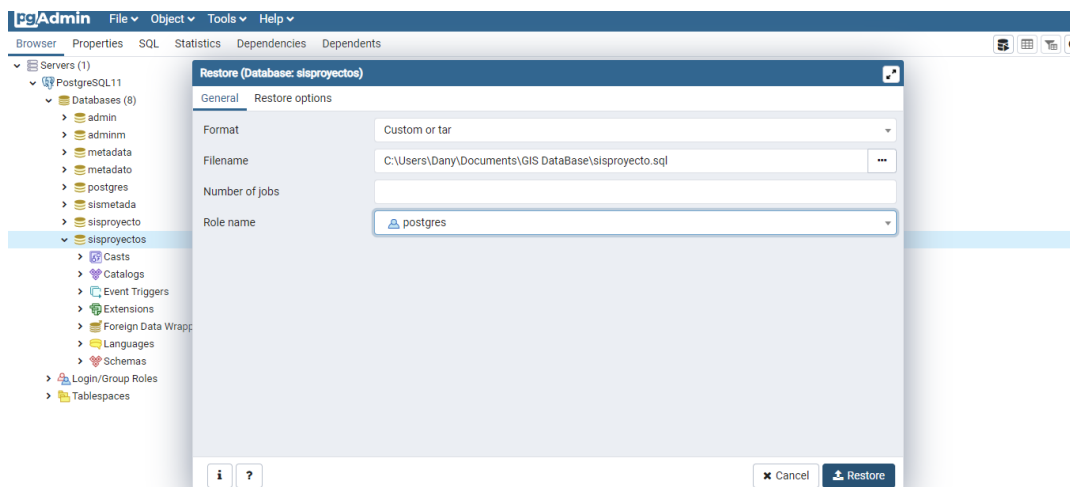 pgAdmin File Object Tools Help
Browser Properties SQL Statistics Dependencies Dependents
Servers (1)
PostgreSQL11
Databases (8)
admin
adminm
metadata
metadato
postgres
sismetada
sisproyecto
sisproyectos
Casts
Catalogs
Event Triggers
Extensions
Foreign Data Wrapp
Languages
Schemas
Login/Group Roles
Tablespaces
Restore (Database: sisproyectos)
General Restore options
Format Custom or tar
Filename C:\Users\Dany\Documents\GIS DataBase\sisproyecto.sql
Number of jobs
Role name postgres
i ? Cancel Restore